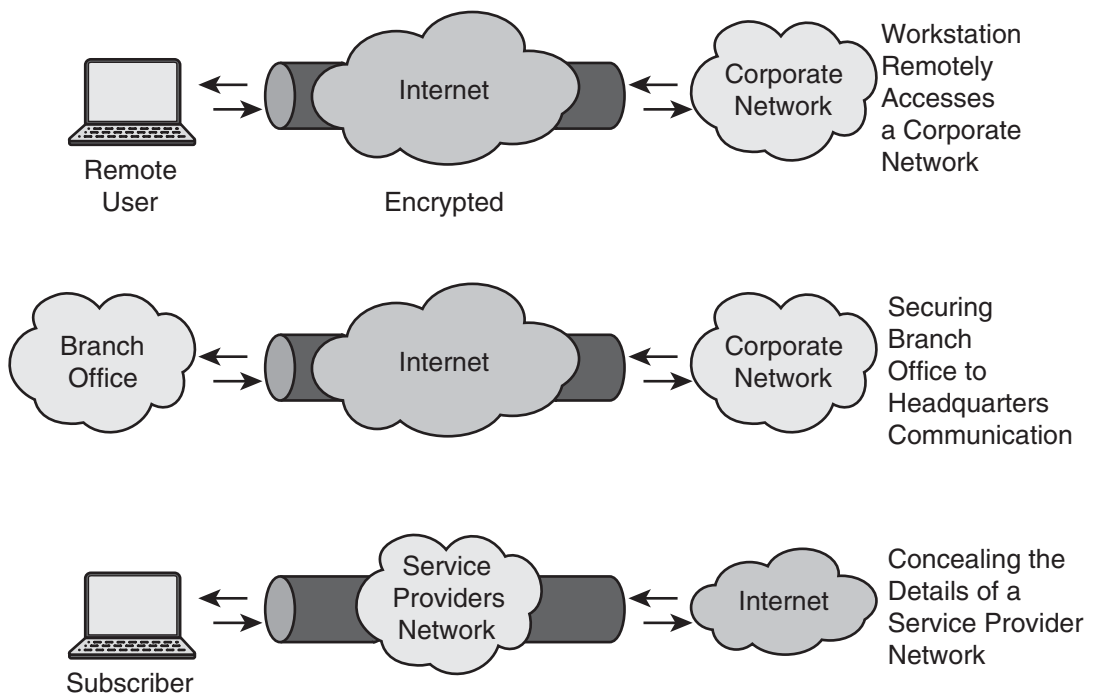 Internet
Corporate
Network
Workstation
Remotely
Accesses
a Corporate
Network
Remote
User
Encrypted
Branch
Office
Internet
Corporate
Network
Securing
Branch
Office to
Headquarters
Communication
Service
Providers
Network
Internet
Concealing the
Details of a
Service Provider
Network
Subscriber